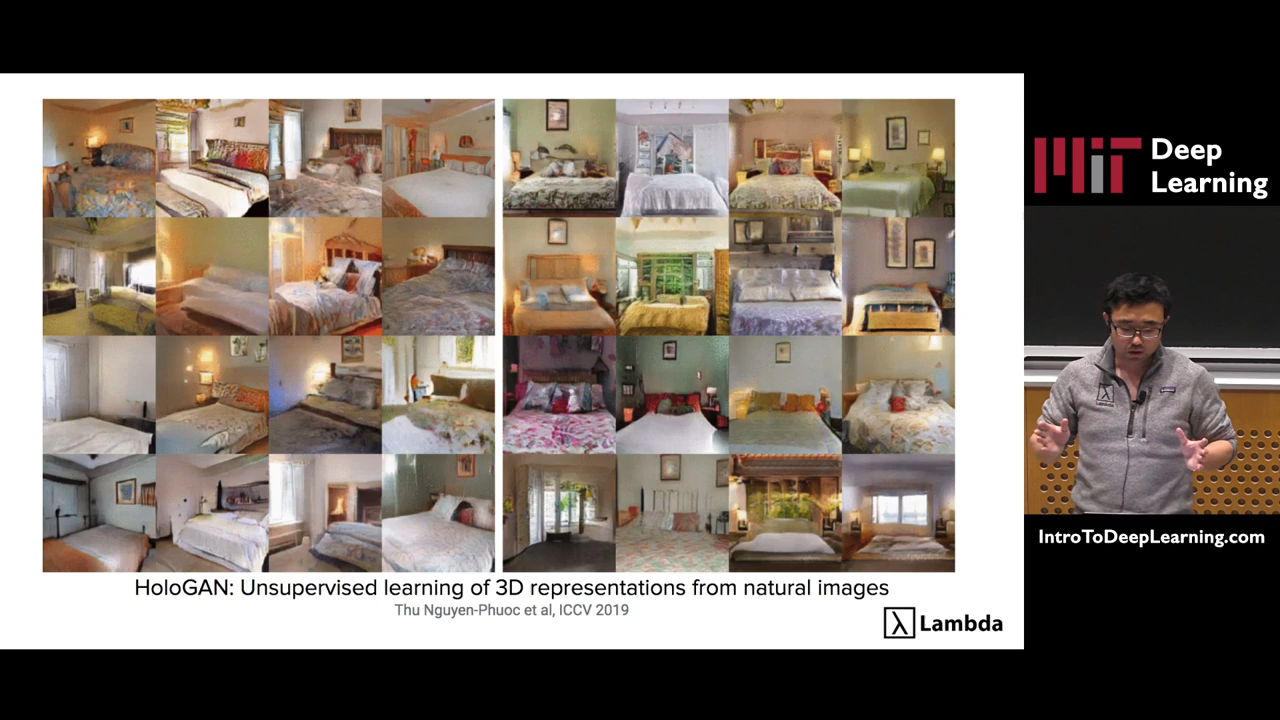 HoloGAN: Unsupervised learning of 3D representations from natural images
Thu Nguyen-Phuoc et al, ICCV 2019
λ Lambda
MIT Deep
Learning
λ
IntroToDeepLearning.com